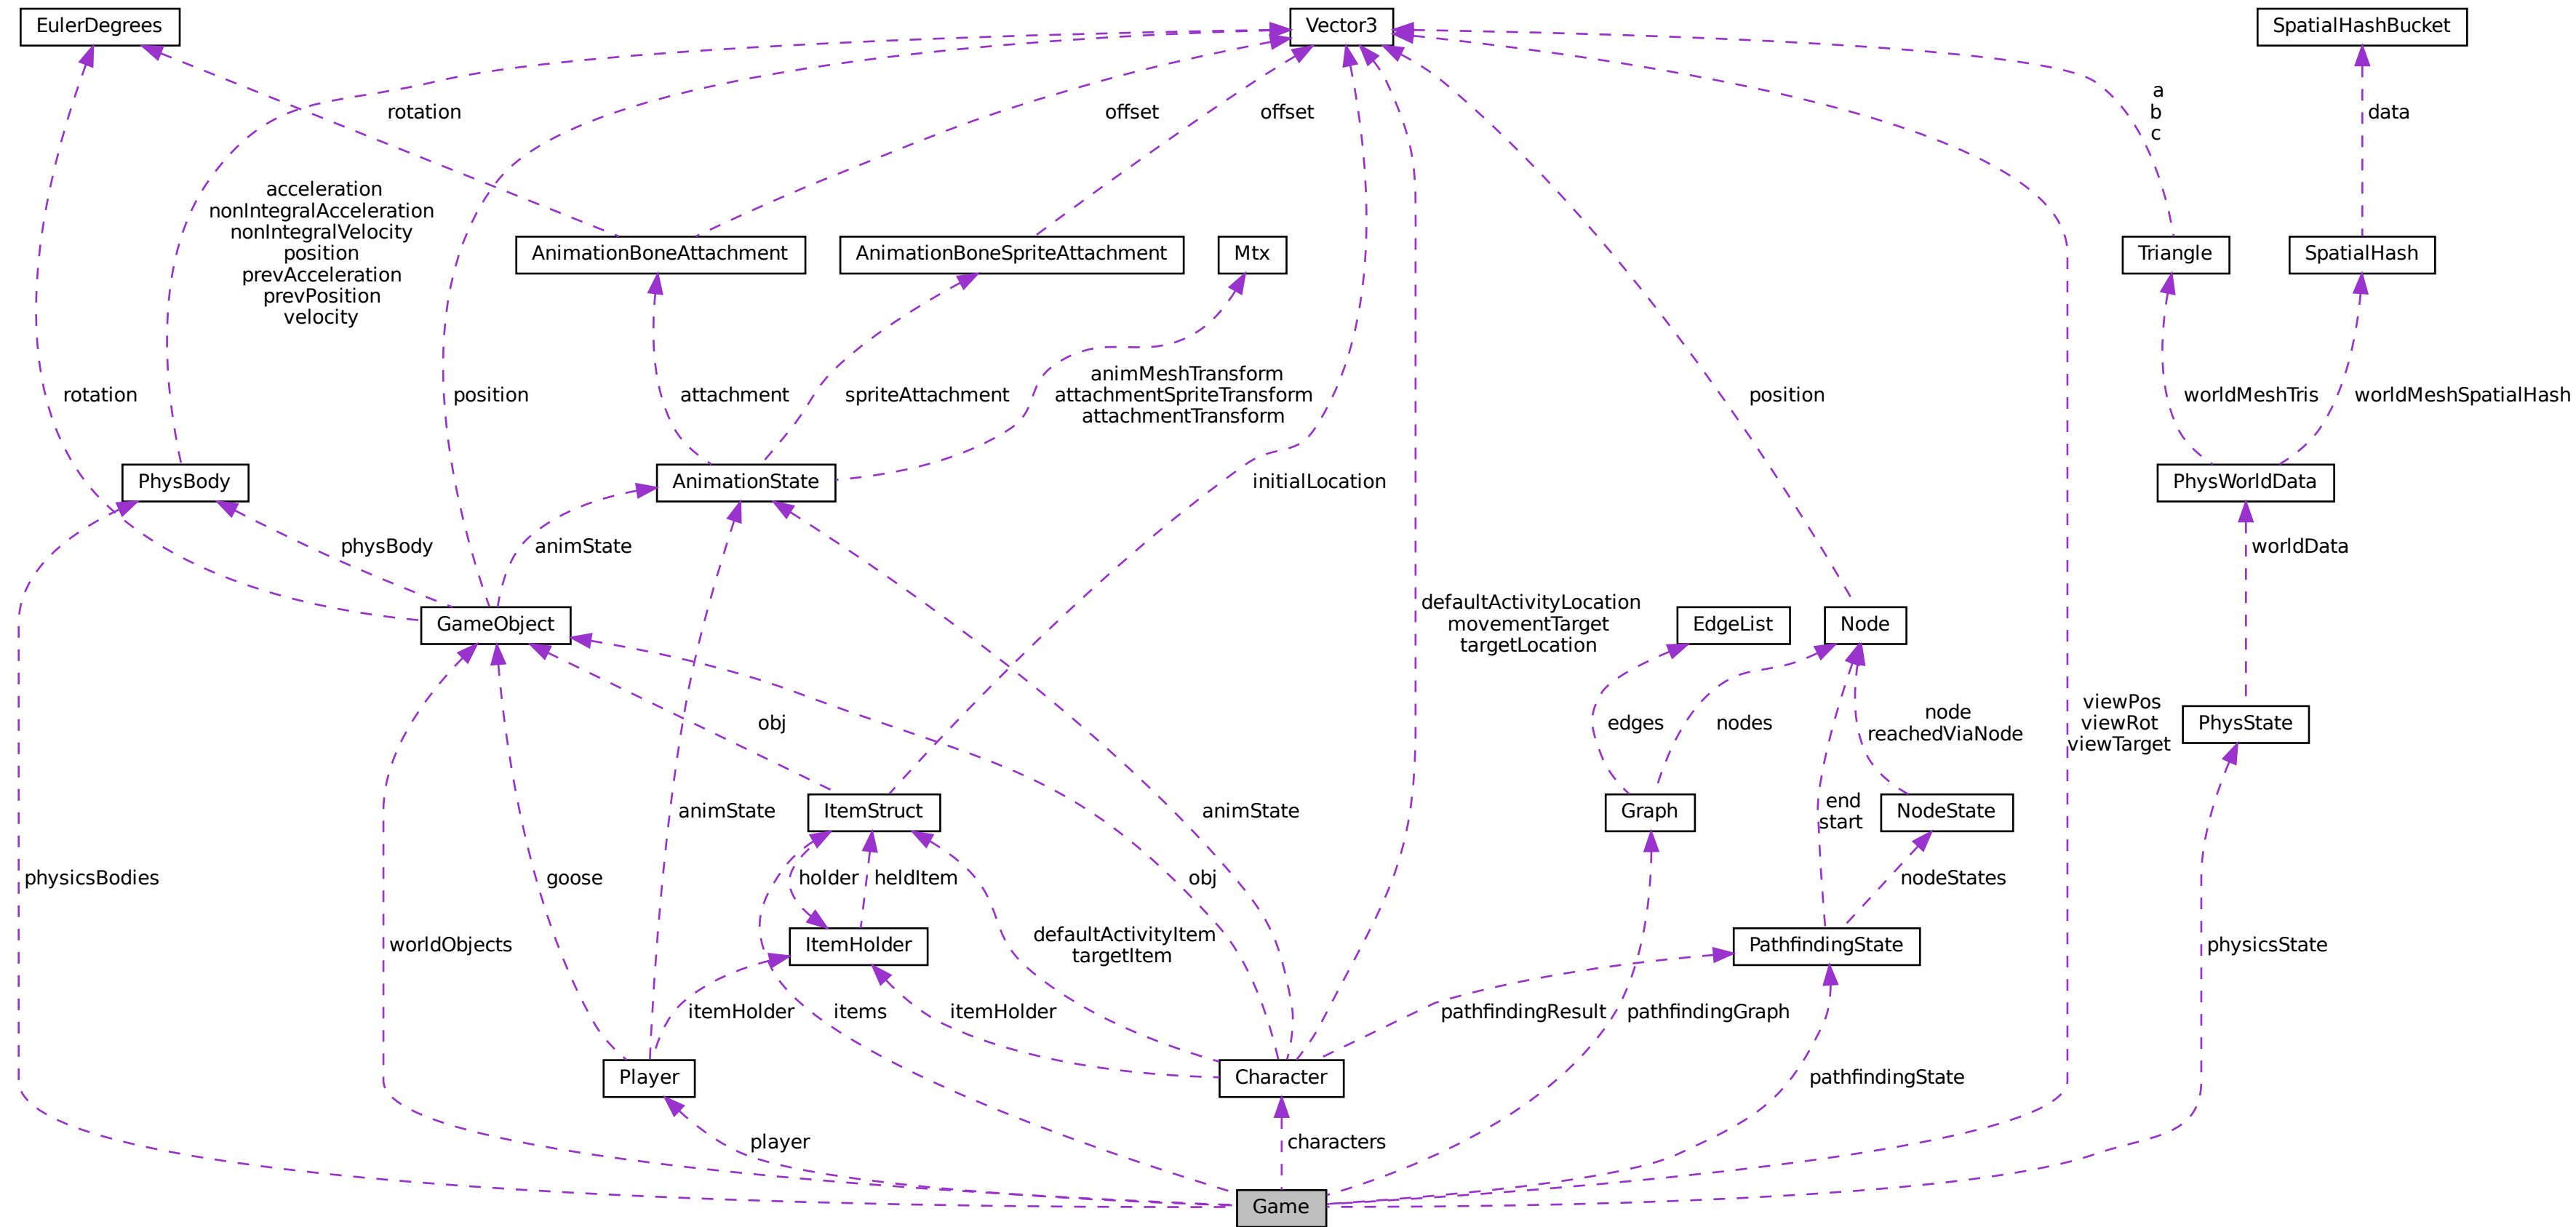 EulerDegrees
Vector3
SpatialHashBucket
rotation
offset
offset
a
b
c
data
acceleration
nonIntegralAcceleration
nonIntegralVelocity
position
prevAcceleration
prevPosition
velocity
AnimationBoneAttachment
AnimationBoneSpriteAttachment
Mtx
Triangle
SpatialHash
rotation
position
attachment
spriteAttachment
animMeshTransform
attachmentSpriteTransform
attachmentTransform
position
worldMeshTris
worldMeshSpatialHash
PhysBody
AnimationState
initialLocation
PhysWorldData
physBody
animState
worldData
GameObject
defaultActivityLocation
movementTarget
targetLocation
EdgeList
Node
obj
edges
nodes
node
reachedViaNode
viewPos
viewRot
viewTarget
PhysState
animState
ItemStruct
animState
Graph
end
start
NodeState
physicsBodies
goose
holder
heldItem
obj
nodeStates
worldObjects
ItemHolder
defaultActivityItem
targetItem
PathfindingState
physicsState
itemHolder
items
itemHolder
pathfindingResult
pathfindingGraph
Player
Character
pathfindingState
player
characters
Game